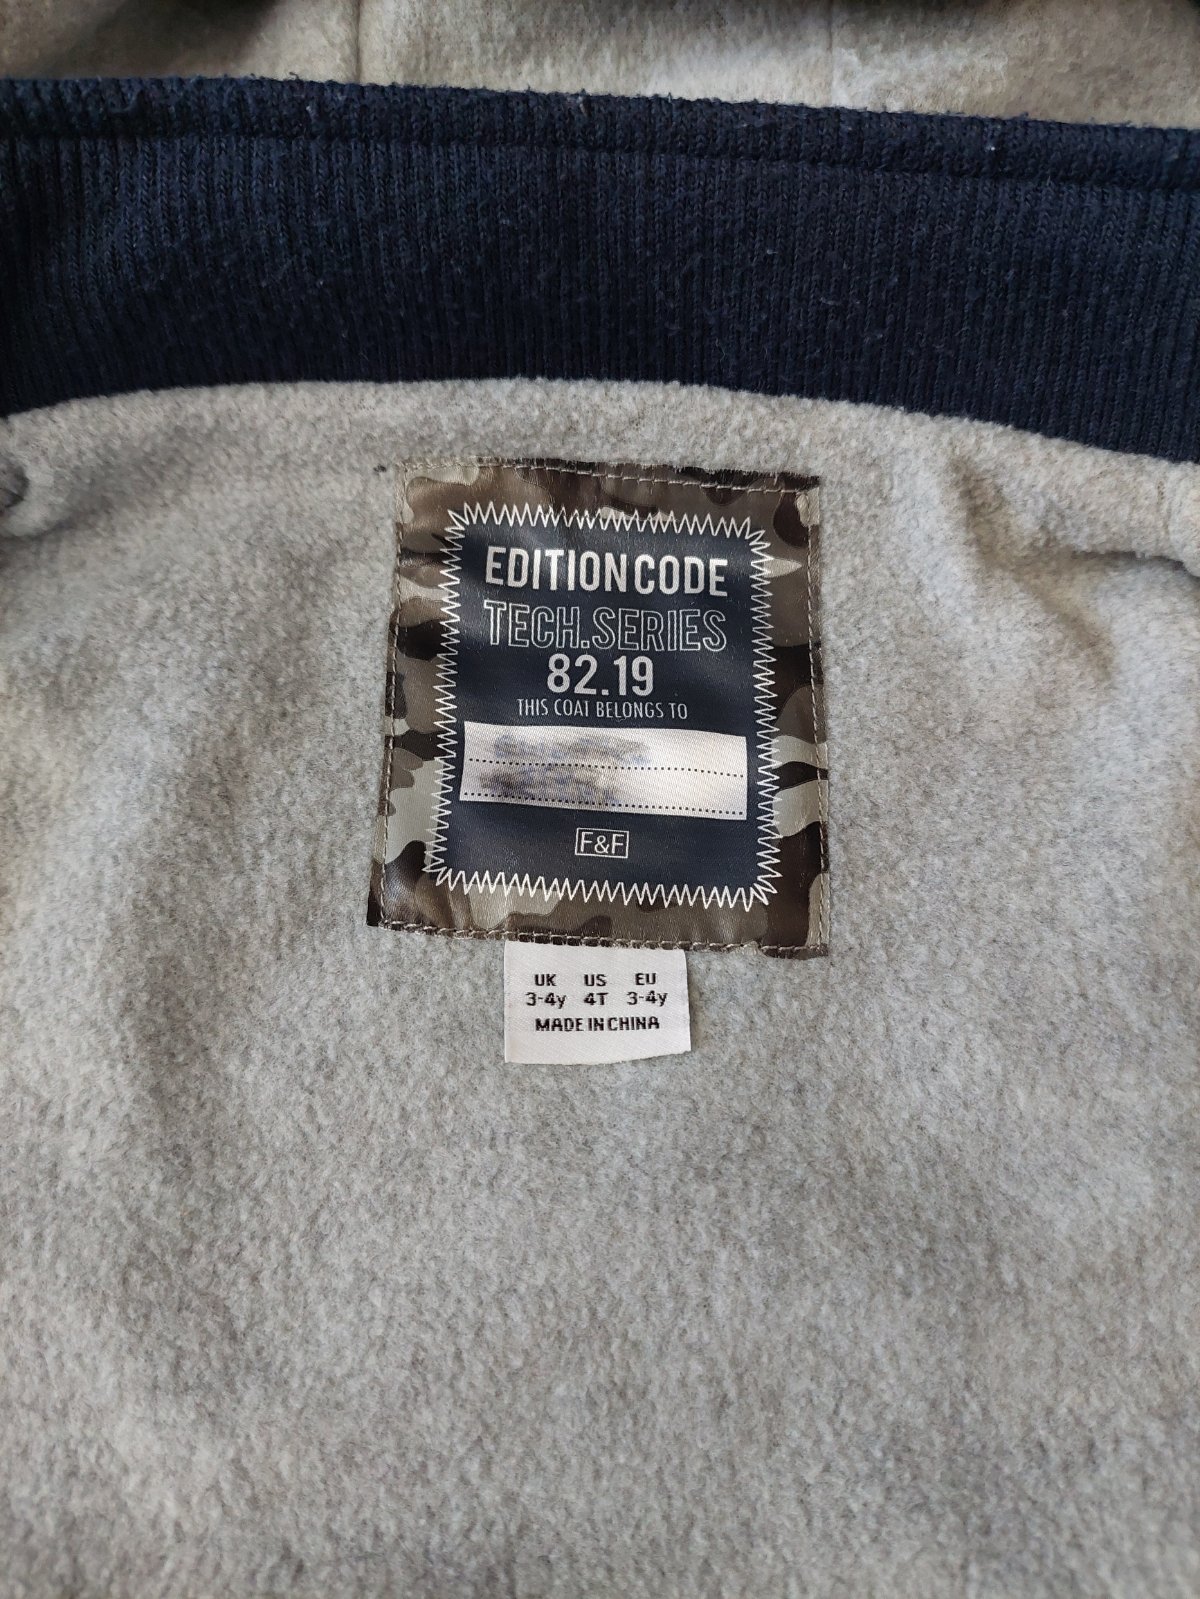 EDITION CODE
TECH.SERIES
82.19
THIS COAT BELONGS TO
F&F
UK US EU
3-4y 4T 3-4y
MADE IN CHINA